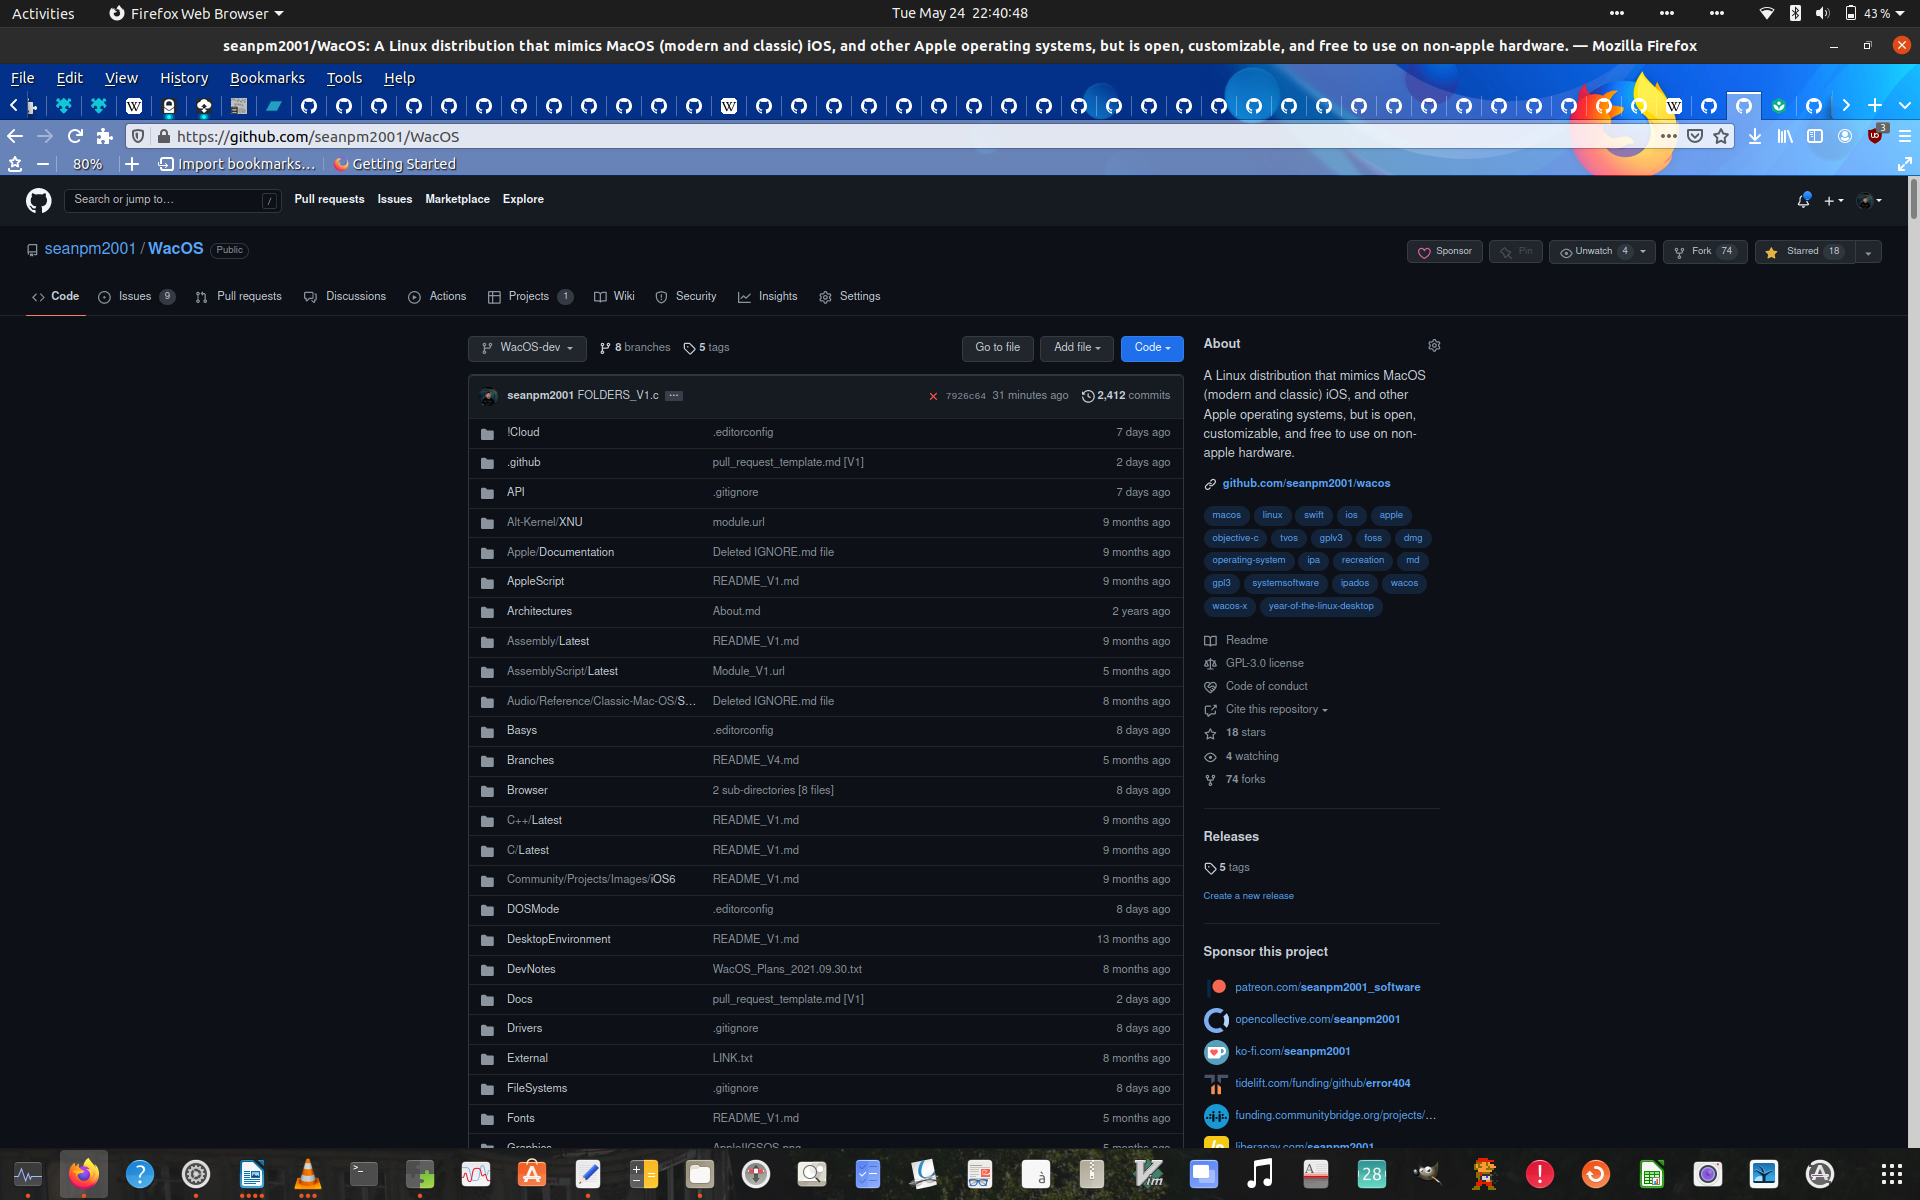 Activities Firefox Web Browser Tue May 24 22:40:48 43 %
seanpm2001/WacOS: A Linux distribution that mimics MacOS (modern and classic) iOS, and other Apple operating systems, but is open, customizable, and free to use on non-apple hardware. — Mozilla Firefox
File Edit View History Bookmarks Tools Help
https://github.com/seanpm2001/WacOS 3
80% Import bookmarks... Getting Started
Search or jump to... / Pull requests Issues Marketplace Explore
seanpm2001 / WacOS Public Sponsor Pin Unwatch 4 Fork 74 Starred 18
Code Issues 9 Pull requests Discussions Actions Projects 1 Wiki Security Insights Settings
WacOS-dev 8 branches 5 tags Go to file Add file Code
seanpm2001 FOLDERS_V1.c ... 7926c64 31 minutes ago 2,412 commits
!Cloud .editorconfig 7 days ago
.github pull_request_template.md [V1] 2 days ago
API .gitignore 7 days ago
Alt-Kernel/XNU module.url 9 months ago
Apple/Documentation Deleted IGNORE.md file 9 months ago
AppleScript README_V1.md 9 months ago
Architectures About.md 2 years ago
Assembly/Latest README_V1.md 9 months ago
AssemblyScript/Latest Module_V1.url 5 months ago
Audio/Reference/Classic-Mac-OS/S... Deleted IGNORE.md file 8 months ago
Basys .editorconfig 8 days ago
Branches README_V4.md 5 months ago
Browser 2 sub-directories [8 files] 8 days ago
C++/Latest README_V1.md 9 months ago
C/Latest README_V1.md 9 months ago
Community/Projects/Images/iOS6 README_V1.md 9 months ago
DOSMode .editorconfig 8 days ago
DesktopEnvironment README_V1.md 13 months ago
DevNotes WacOS_Plans_2021.09.30.txt 8 months ago
Docs pull_request_template.md [V1] 2 days ago
Drivers .gitignore 8 days ago
External LINK.txt 8 months ago
FileSystems .gitignore 8 days ago
Fonts README_V1.md 5 months ago
Graphics AppleIIGSOS.png 5 months ago
About
A Linux distribution that mimics MacOS
(modern and classic) iOS, and other
Apple operating systems, but is open,
customizable, and free to use on non-
apple hardware.
github.com/seanpm2001/wacos
macos linux swift ios apple
objective-c tvos gplv3 foss dmg
operating-system ipa recreation md
gpl3 systemsoftware ipados wacos
wacos-x year-of-the-linux-desktop
Readme
GPL-3.0 license
Code of conduct
Cite this repository
18 stars
4 watching
74 forks
Releases
5 tags
Create a new release
Sponsor this project
patreon.com/seanpm2001_software
opencollective.com/seanpm2001
ko-fi.com/seanpm2001
tidelift.com/funding/github/error404
funding.communitybridge.org/projects/...
liberapay.com/seanpm2001
28